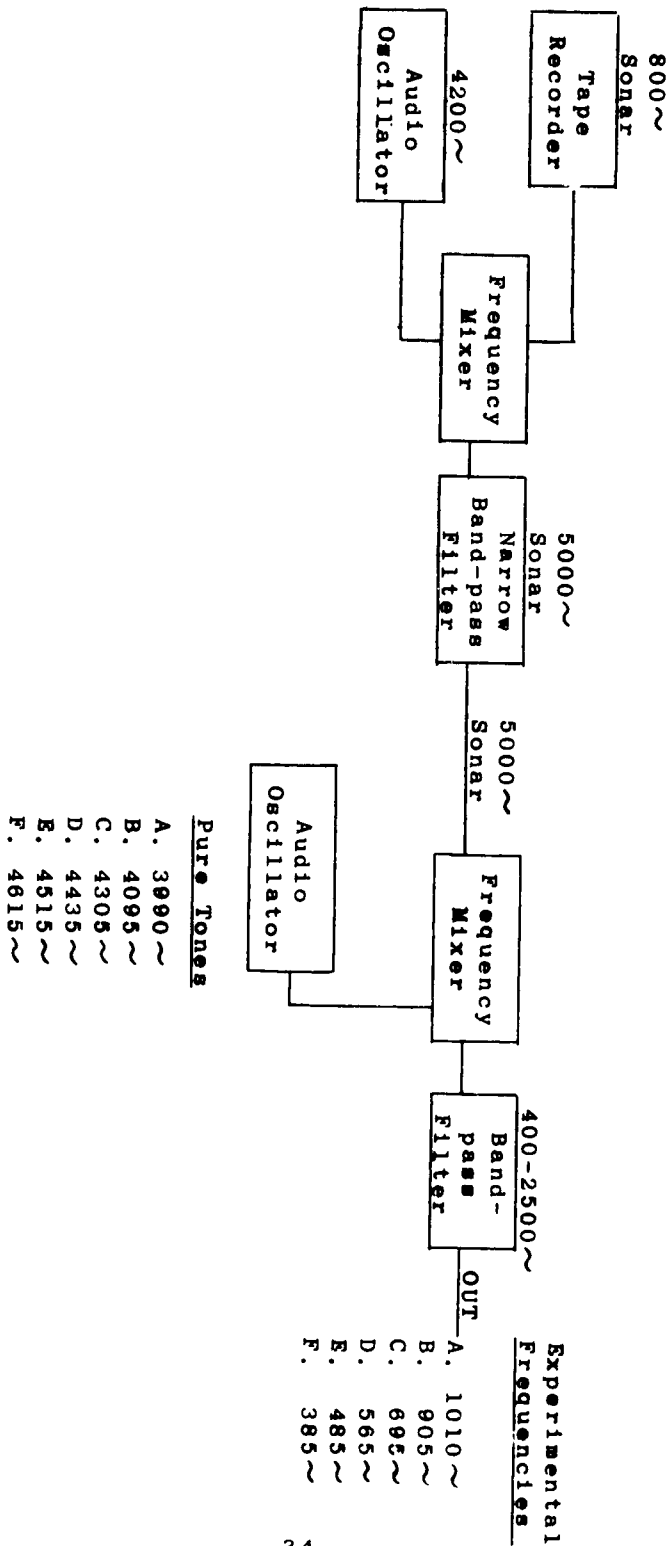 800~
Sonar
Tape
Recorder
4200~
Audio
Oscillator
Frequency
Mixer
5000~
Sonar
Narrow
Band-pass
Filter
5000~
Sonar
Frequency
Mixer
Audio
Oscillator
Pure Tones
A. 3990~
B. 4095~
C. 4305~
D. 4435~
E. 4515~
F. 4615~
400-2500~
Band-
pass
Filter
OUT
Experimental
Frequencies
A. 1010~
B. 905~
C. 695~
D. 565~
E. 485~
F. 385~